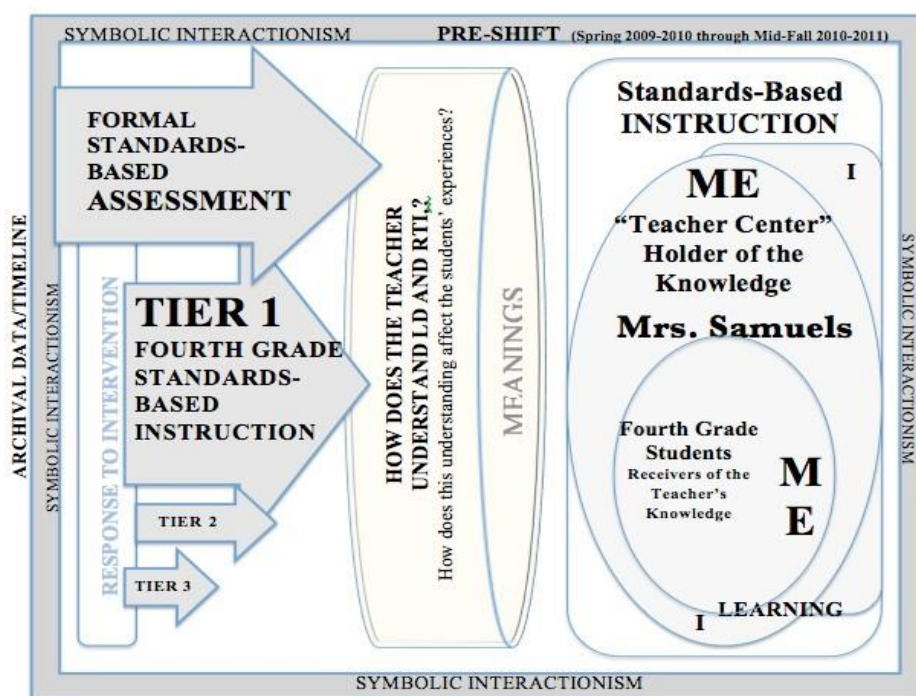 SYMBOLIC INTERACTIONISM
PRE-SHIFT (Spring 2009-2010 through Mid-Fall 2010-2011)
ARCHIVAL DATA/TIMELINE
SYMBOLIC INTERACTIONISM
FORMAL
STANDARDS-
BASED
ASSESSMENT
RESPONSE TO INTERVENTION
TIER 1
FOURTH GRADE
STANDARDS-
BASED
INSTRUCTION
TIER 2
TIER 3
HOW DOES THE TEACHER
UNDERSTAND LD AND RTI,?
How does this understanding affect the students' experiences?
MEANINGS
Standards-Based
INSTRUCTION
I
ME
“Teacher Center”
Holder of the
Knowledge
Mrs. Samuels
Fourth Grade
Students
Receivers of the
Teacher’s
Knowledge
M
E
LEARNING
I
SYMBOLIC INTERACTIONISM
SYMBOLIC INTERACTIONISM